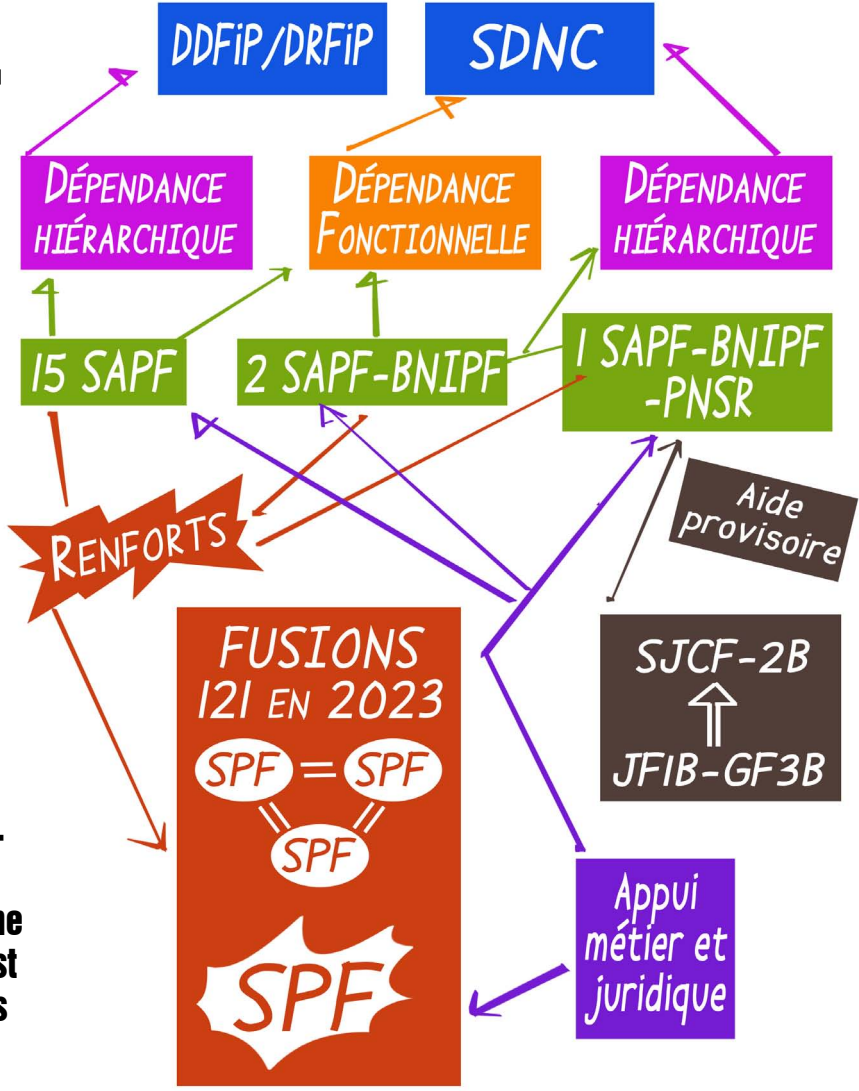 DDFiP/DRFiP
SDNC
DÉPENDANCE
HIÉRARCHIQUE
DÉPENDANCE
FONCTIONNELLE
DÉPENDANCE
HIÉRARCHIQUE
15 SAPF
2 SAPF-BNIPF
1 SAPF-BNIPF
-PNSR
Aide
provisoire
RENFORTS
FUSIONS
121 EN 2023
SPF = SPF
SPF
SPF
SJCF-2B
JF1B-GF3B
Appui
métier et
juridique